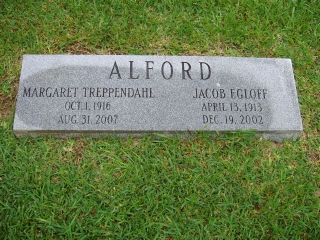 ALFORD
MARGARET TREPPENDAHL
OCT. 1, 1916
AUG. 31, 2007
JACOB EGLOFF
APRIL 13, 1913
DEC. 19, 2002